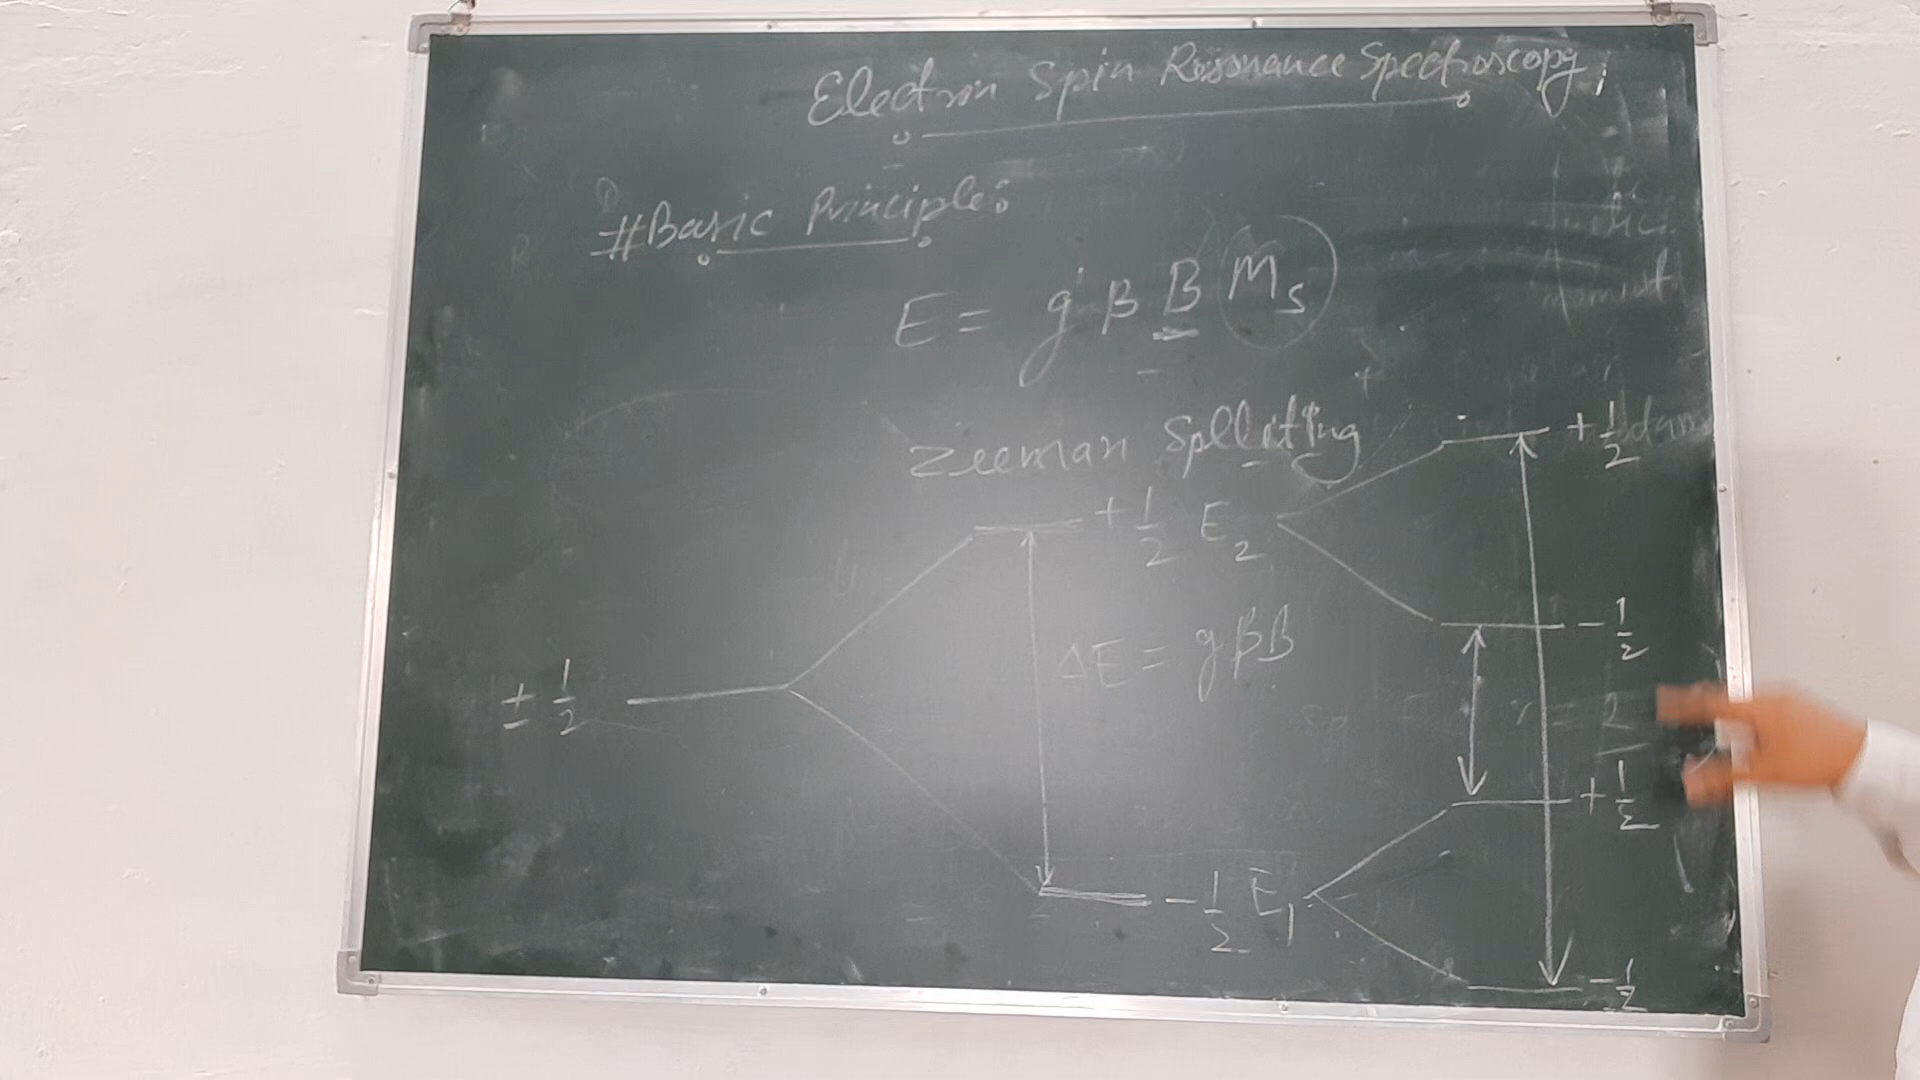 Electron Spin Resonance Spectroscopy
#Basic Principle:
E = g β B Ms
Zeeman Splleiting
+ 1/2
+ 1/2 E2
- 1/2
ΔE = gβB
± 1/2
+ 1/2
- 1/2 E1
- 1/2